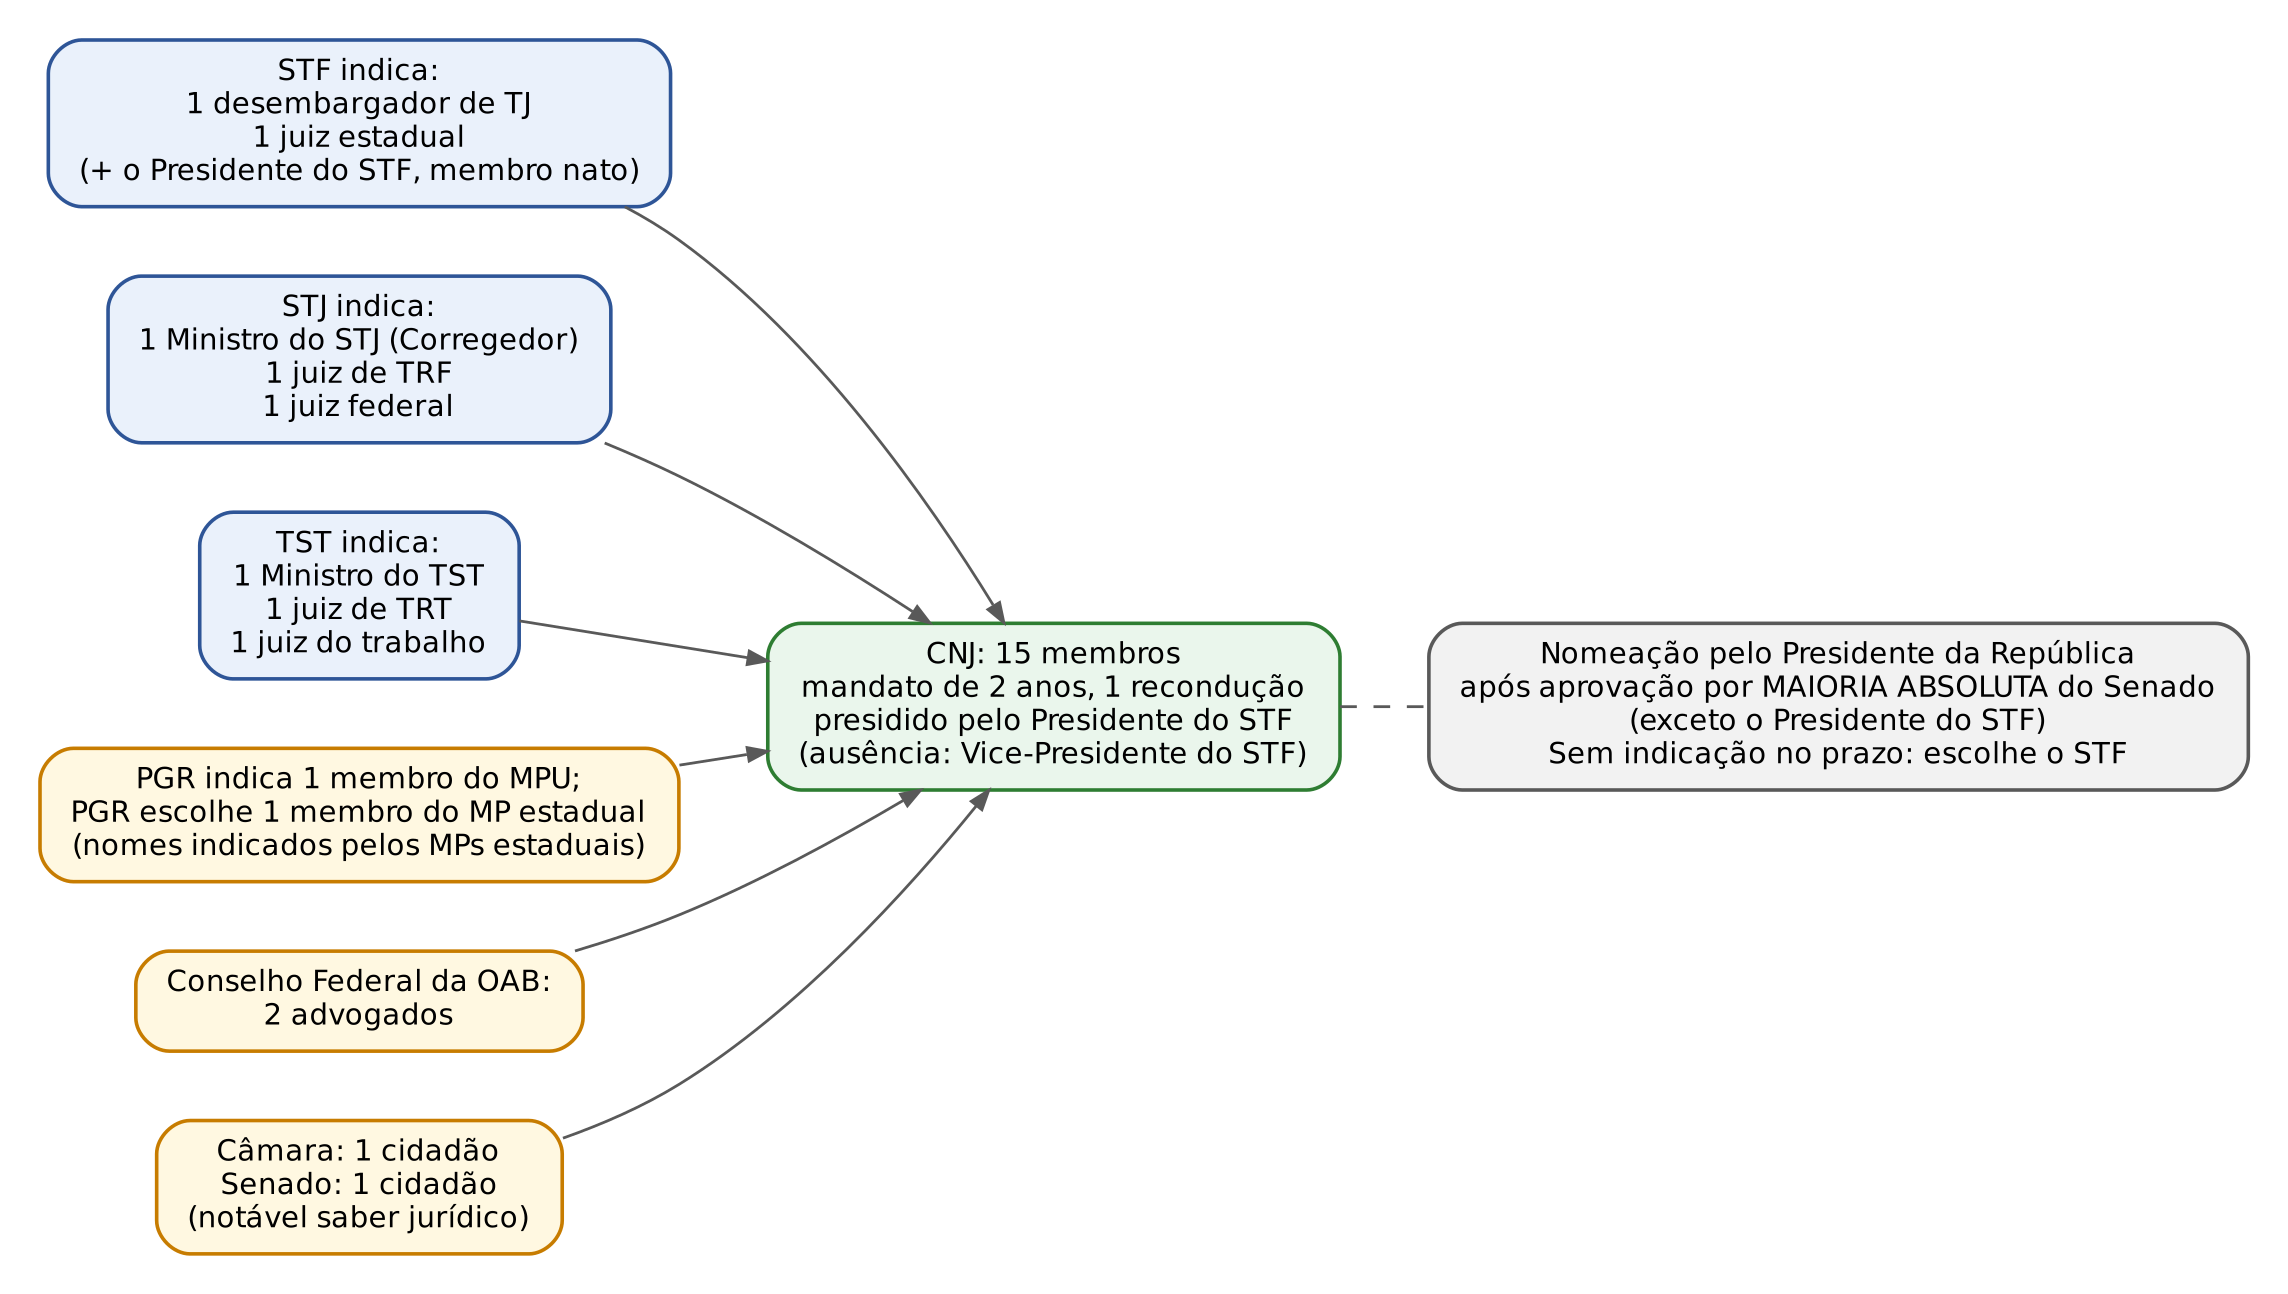 STF indica:
1 desembargador de TJ
1 juiz estadual
(+ o Presidente do STF, membro nato)
STJ indica:
1 Ministro do STJ (Corregedor)
1 juiz de TRF
1 juiz federal
TST indica:
1 Ministro do TST
1 juiz de TRT
1 juiz do trabalho
PGR indica 1 membro do MPU;
PGR escolhe 1 membro do MP estadual
(nomes indicados pelos MPs estaduais)
Conselho Federal da OAB:
2 advogados
Câmara: 1 cidadão
Senado: 1 cidadão
(notável saber jurídico)
CNJ: 15 membros
mandato de 2 anos, 1 recondução
presidido pelo Presidente do STF
(ausência: Vice-Presidente do STF)
Nomeação pelo Presidente da República
após aprovação por MAIORIA ABSOLUTA do Senado
(exceto o Presidente do STF)
Sem indicação no prazo: escolhe o STF